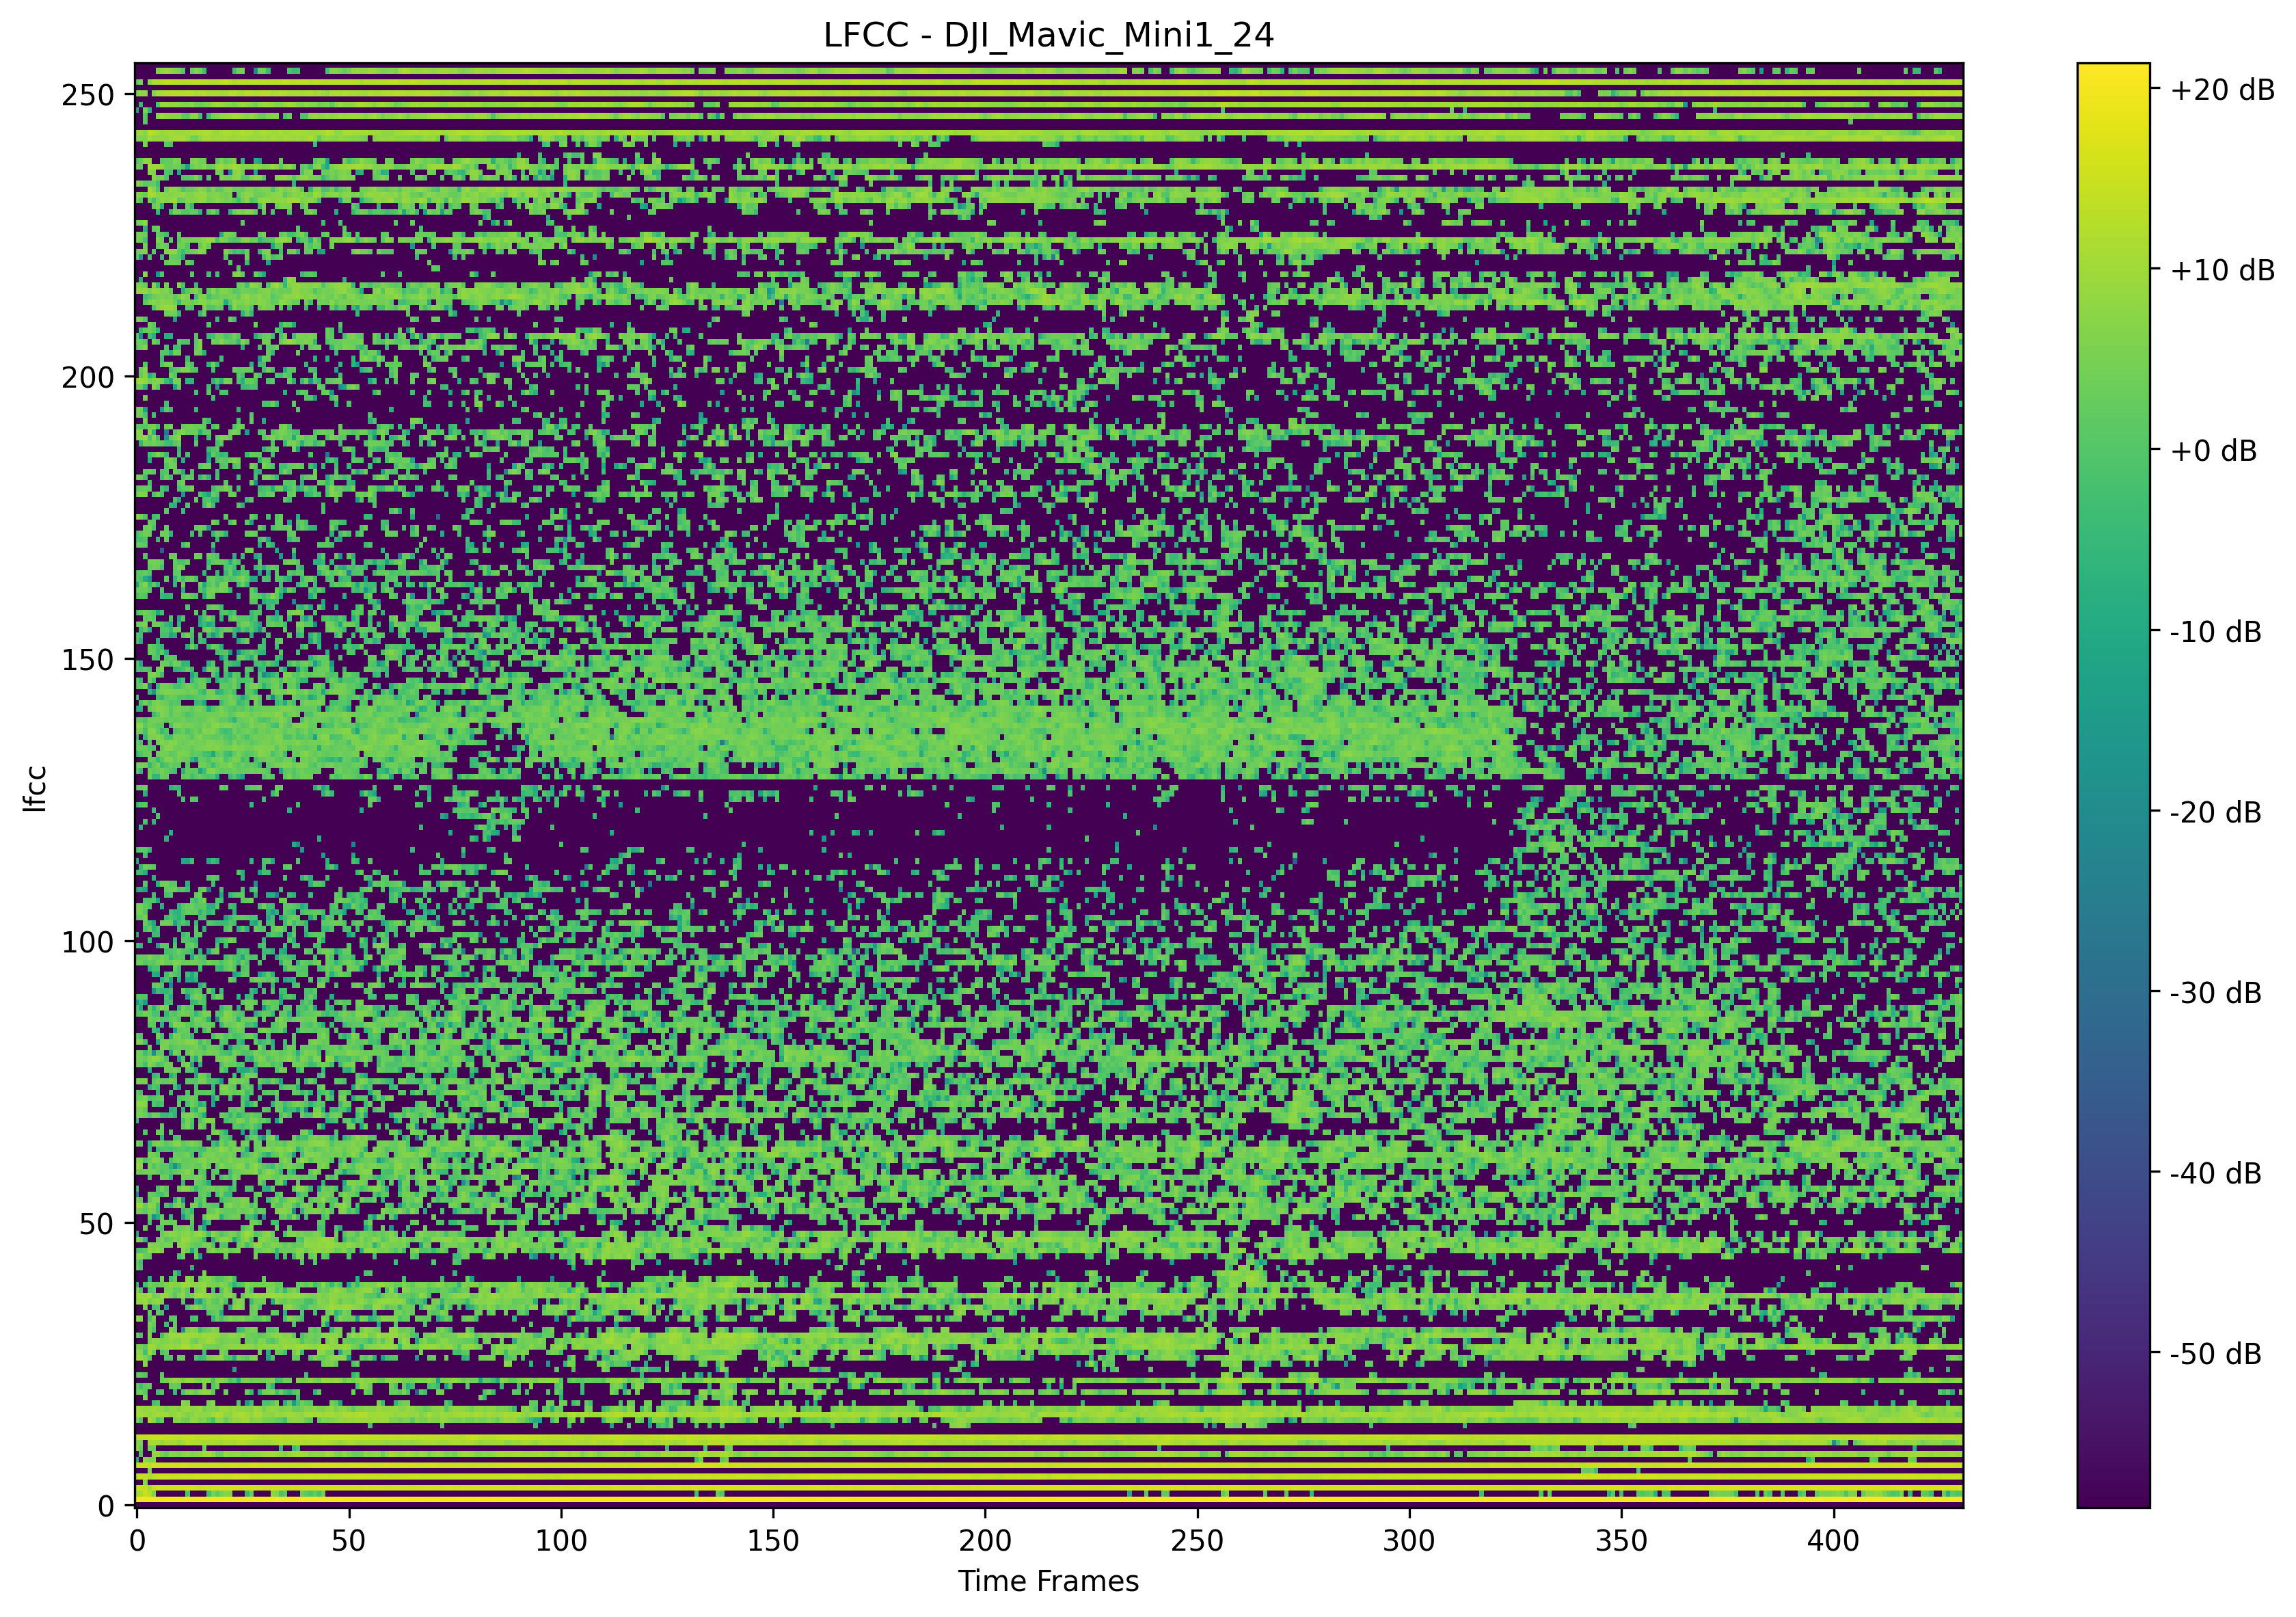 LFCC - DJI_Mavic_Mini1_24
250
200
150
100
50
0
lfcc
0 50 100 150 200 250 300 350 400
Time Frames
+20 dB
+10 dB
+0 dB
-10 dB
-20 dB
-30 dB
-40 dB
-50 dB